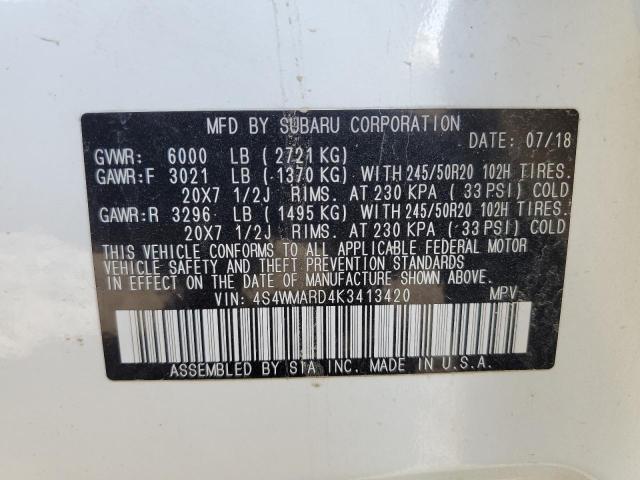 MFD BY SUBARU CORPORATION
DATE: 07/18
GVWR: 6000 LB (2721 KG)
GAWR:F 3021 LB (1370 KG) WITH 245/50R20 102H TIRES.
20X7 1/2J RIMS. AT 230 KPA (33 PSI) COLD
GAWR:R 3296 LB (1495 KG) WITH 245/50R20 102H TIRES.
20X7 1/2J RIMS. AT 230 KPA (33 PSI) COLD
THIS VEHICLE CONFORMS TO ALL APPLICABLE FEDERAL MOTOR
VEHICLE SAFETY AND THEFT PREVENTION STANDARDS
IN EFFECT ON THE DATE OF MANUFACTURE SHOWN ABOVE.
VIN: 4S4WMARD4K3413420 MPV
ASSEMBLED BY SIA INC. MADE IN U.S.A.